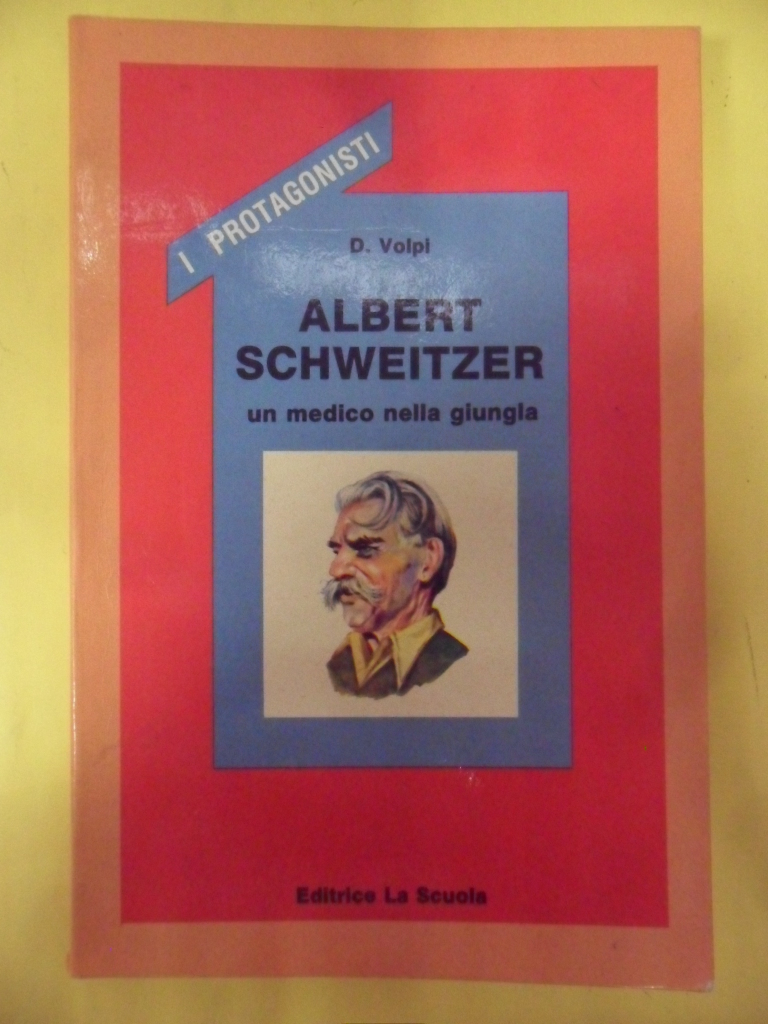 I PROTAGONISTI
D. Volpi
ALBERT
SCHWEITZER
un medico nella giungla
Editrice La Scuola